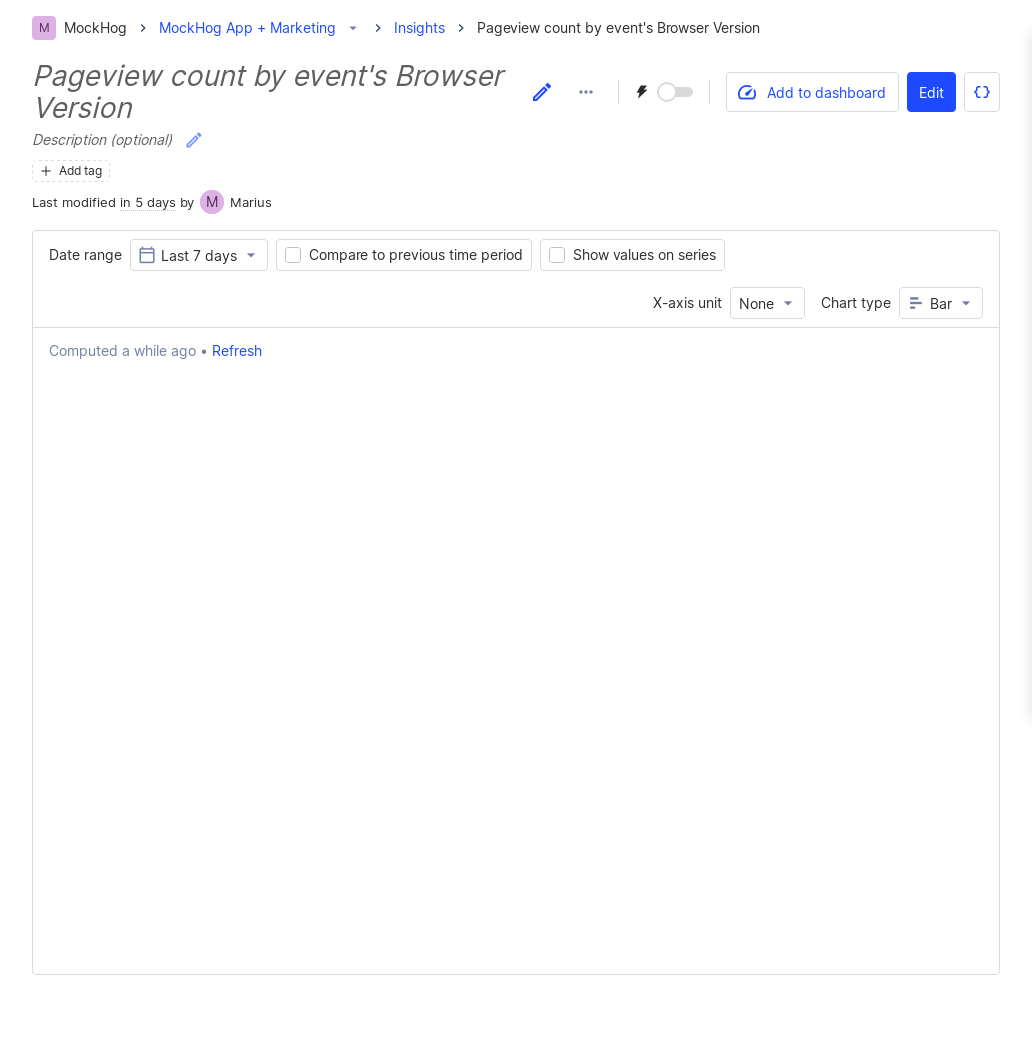 M MockHog MockHog App + Marketing Insights Pageview count by event's Browser Version
Pageview count by event's Browser
Version
Add to dashboard Edit
Description (optional)
Add tag
Last modified in 5 days by M Marius
Date range Last 7 days Compare to previous time period Show values on series
X-axis unit None Chart type Bar
Computed a while ago • Refresh